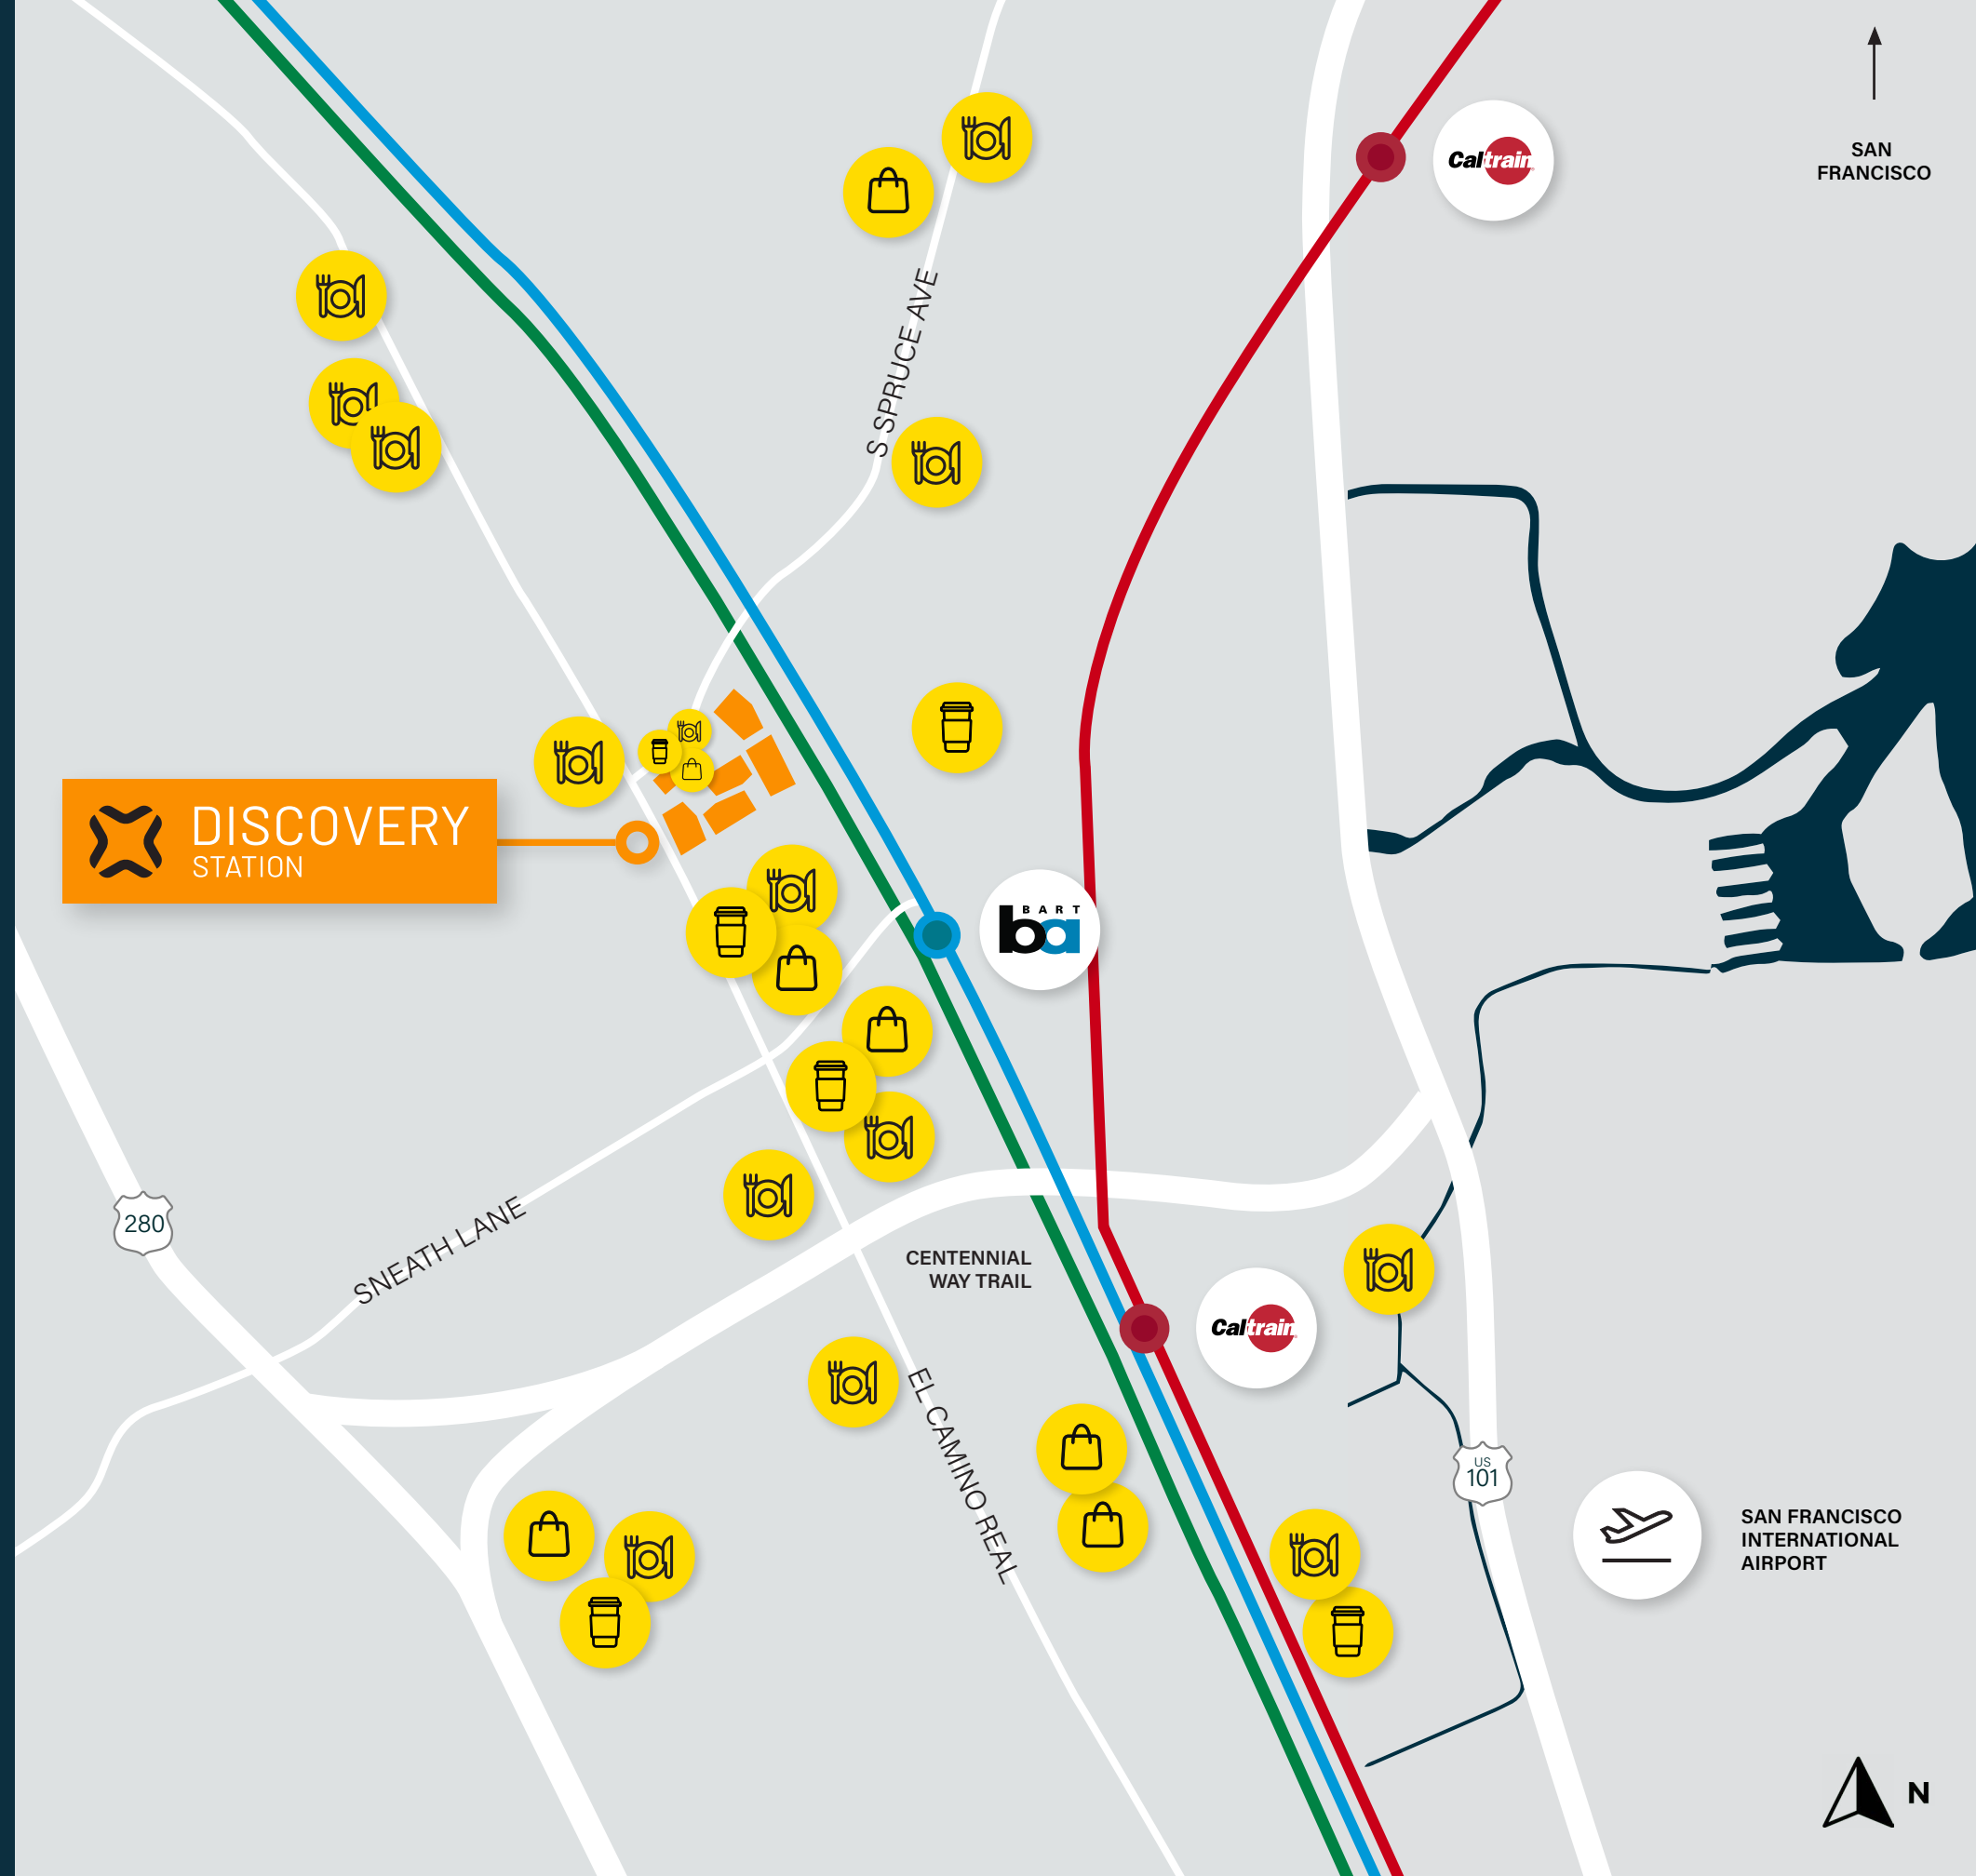 Caltrain
SAN
FRANCISCO
S SPRUCE AVE
DISCOVERY
STATION
BART
ba
280
SNEATH LANE
CENTENNIAL
WAY TRAIL
Caltrain
EL CAMINO REAL
US
101
SAN FRANCISCO
INTERNATIONAL
AIRPORT
N